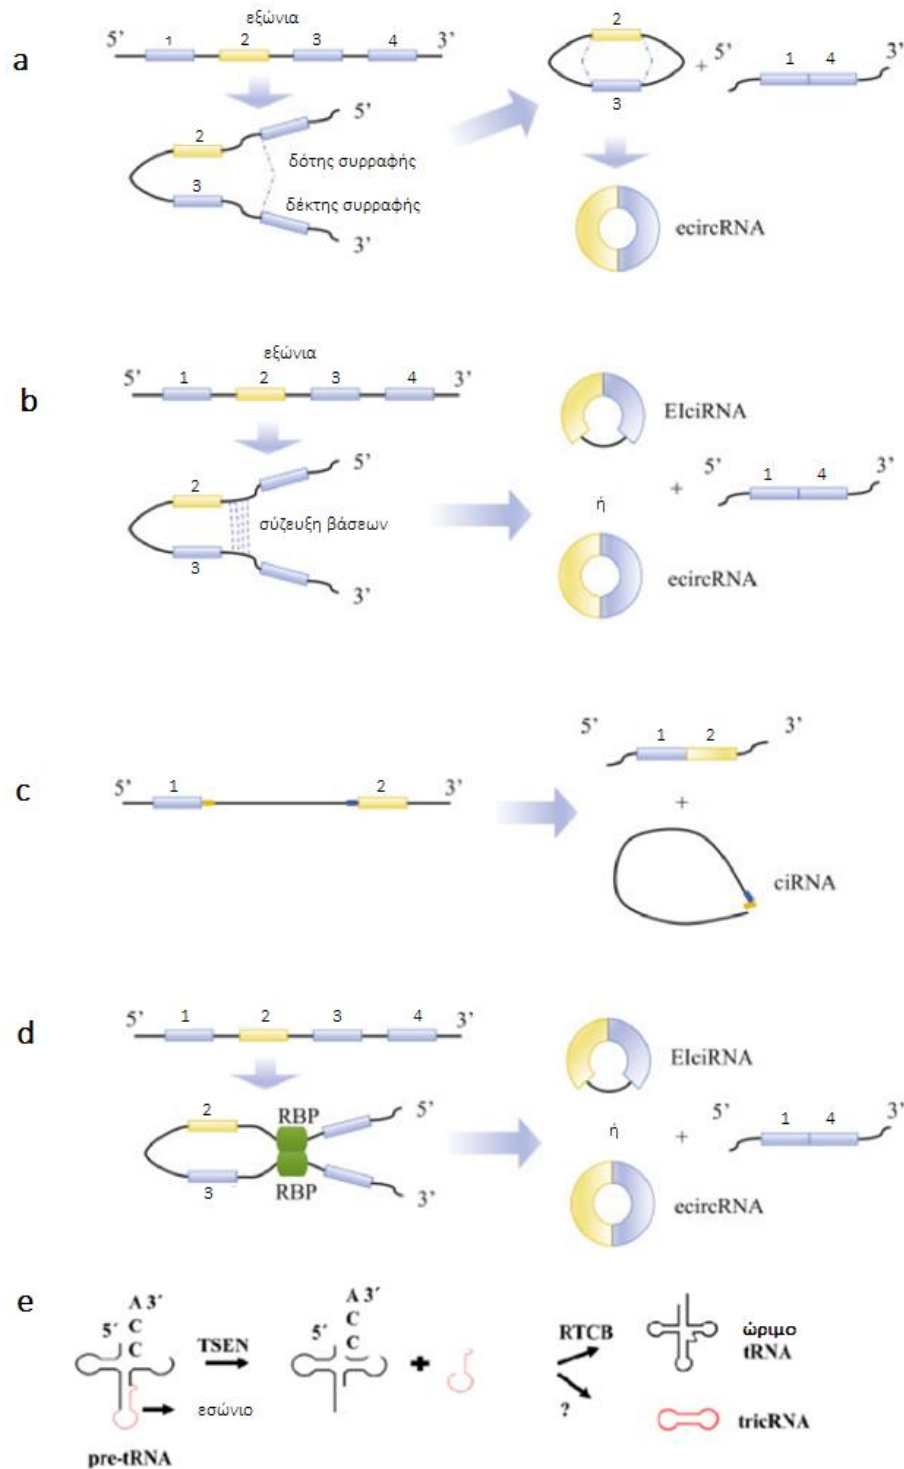 a
εξώνια
5’ 1 2 3 4 3’
5’
2
δότης συρραφής
3
δέκτης συρραφής
3’
2
3
+ 5’ 1 4 3’
ecircRNA
b
εξώνια
5’ 1 2 3 4 3’
5’
2
σύζευξη βάσεων
3
3’
EIciRNA
ή
ecircRNA
+
5’ 1 4 3’
c
5’ 1 2 3’
5’ 1 2 3’
+
ciRNA
d
5’ 1 2 3 4 3’
2
RBP
5’
3
RBP
3’
EIciRNA
ή
ecircRNA
+
5’ 1 4 3’
e
A 3´
5´ C
C
εσώνιο
pre-tRNA
TSEN
A 3´
5´ C
C
+
RTCB
?
ώριμο
tRNA
tricRNA